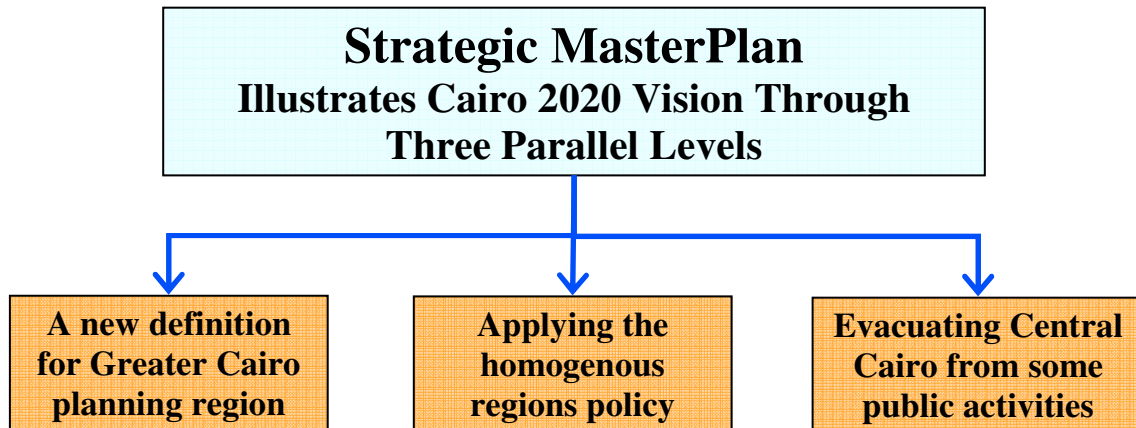 Strategic MasterPlan
Illustrates Cairo 2020 Vision Through
Three Parallel Levels
A new definition
for Greater Cairo
planning region
Applying the
homogenous
regions policy
Evacuating Central
Cairo from some
public activities